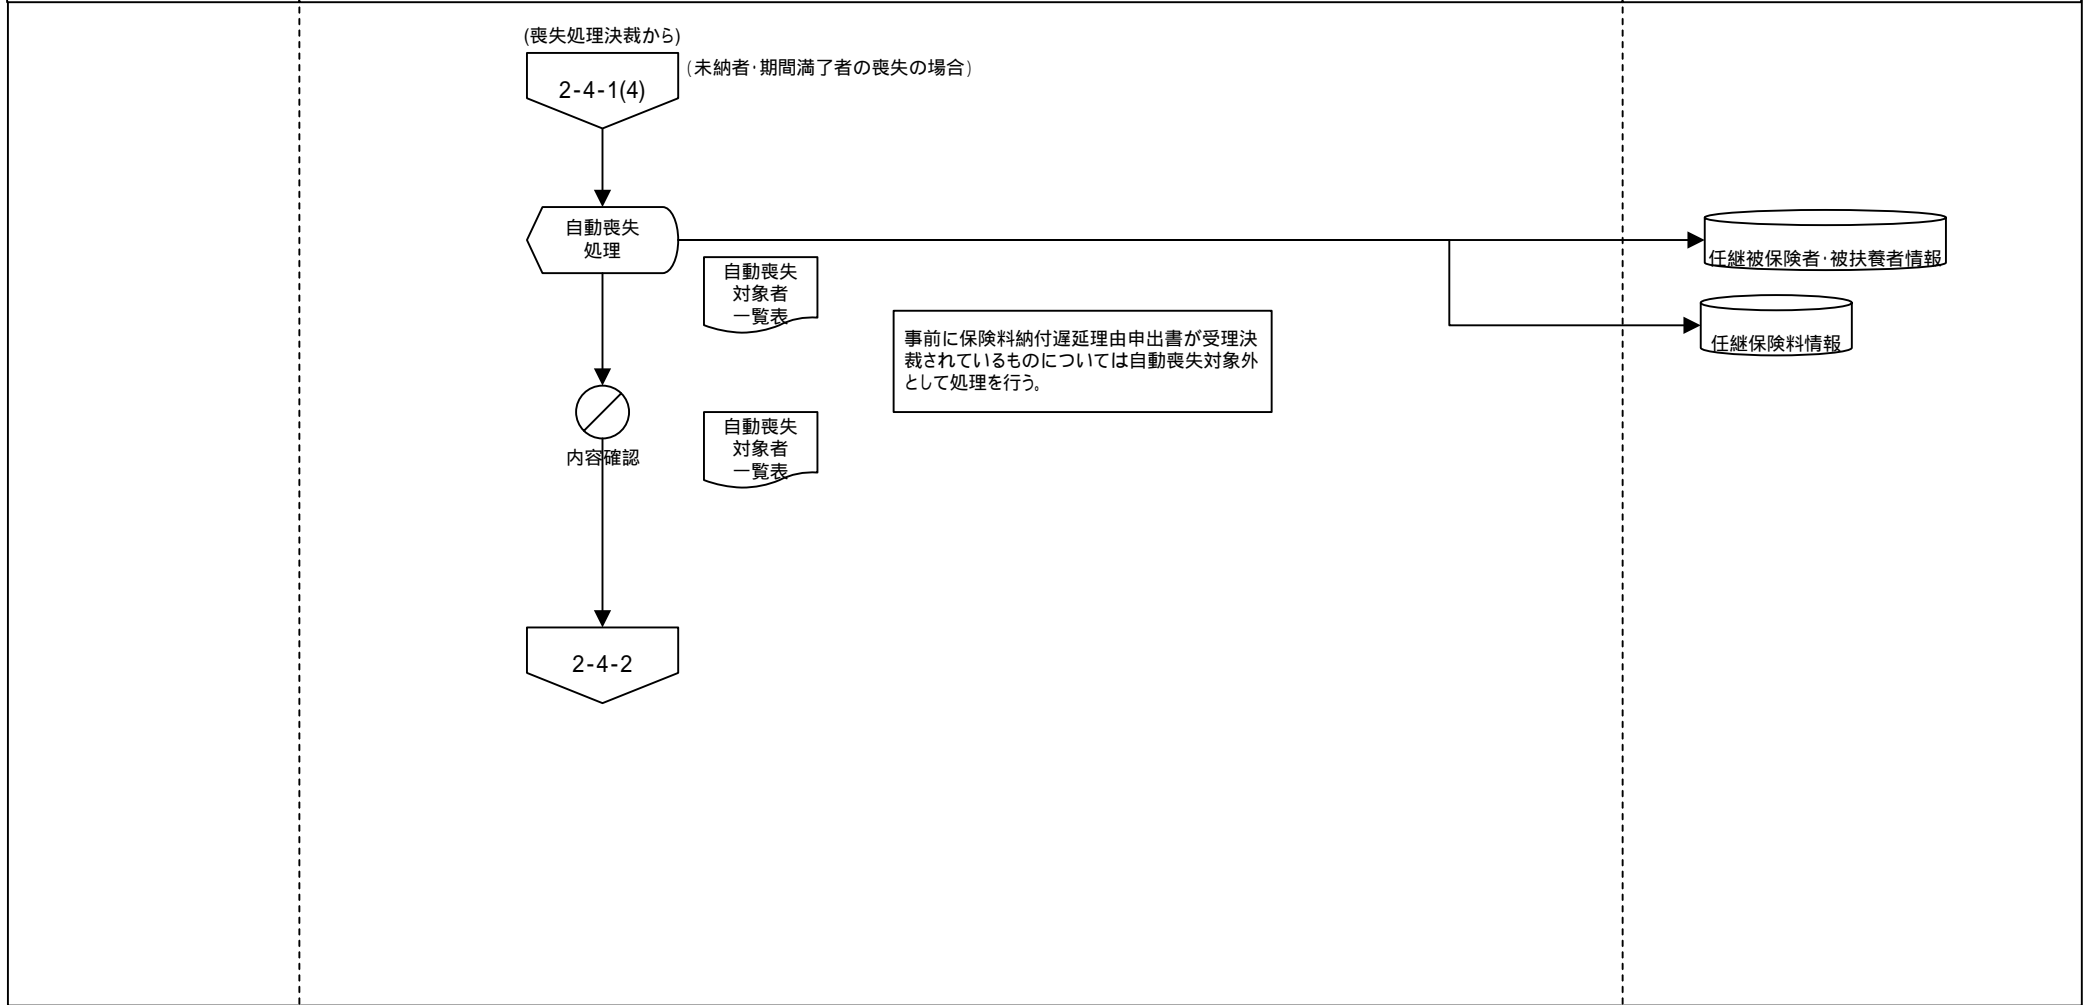 (喪失処理決裁から)
(未納者・期間満了者の喪失の場合)
2-4-1(4)
自動喪失
処理
任継被保険者・被扶養者情報
自動喪失
対象者
一覧表
任継保険料情報
事前に保険料納付遅延理由申出書が受理決
裁されているものについては自動喪失対象外
として処理を行う。
内容確認
自動喪失
対象者
一覧表
2-4-2